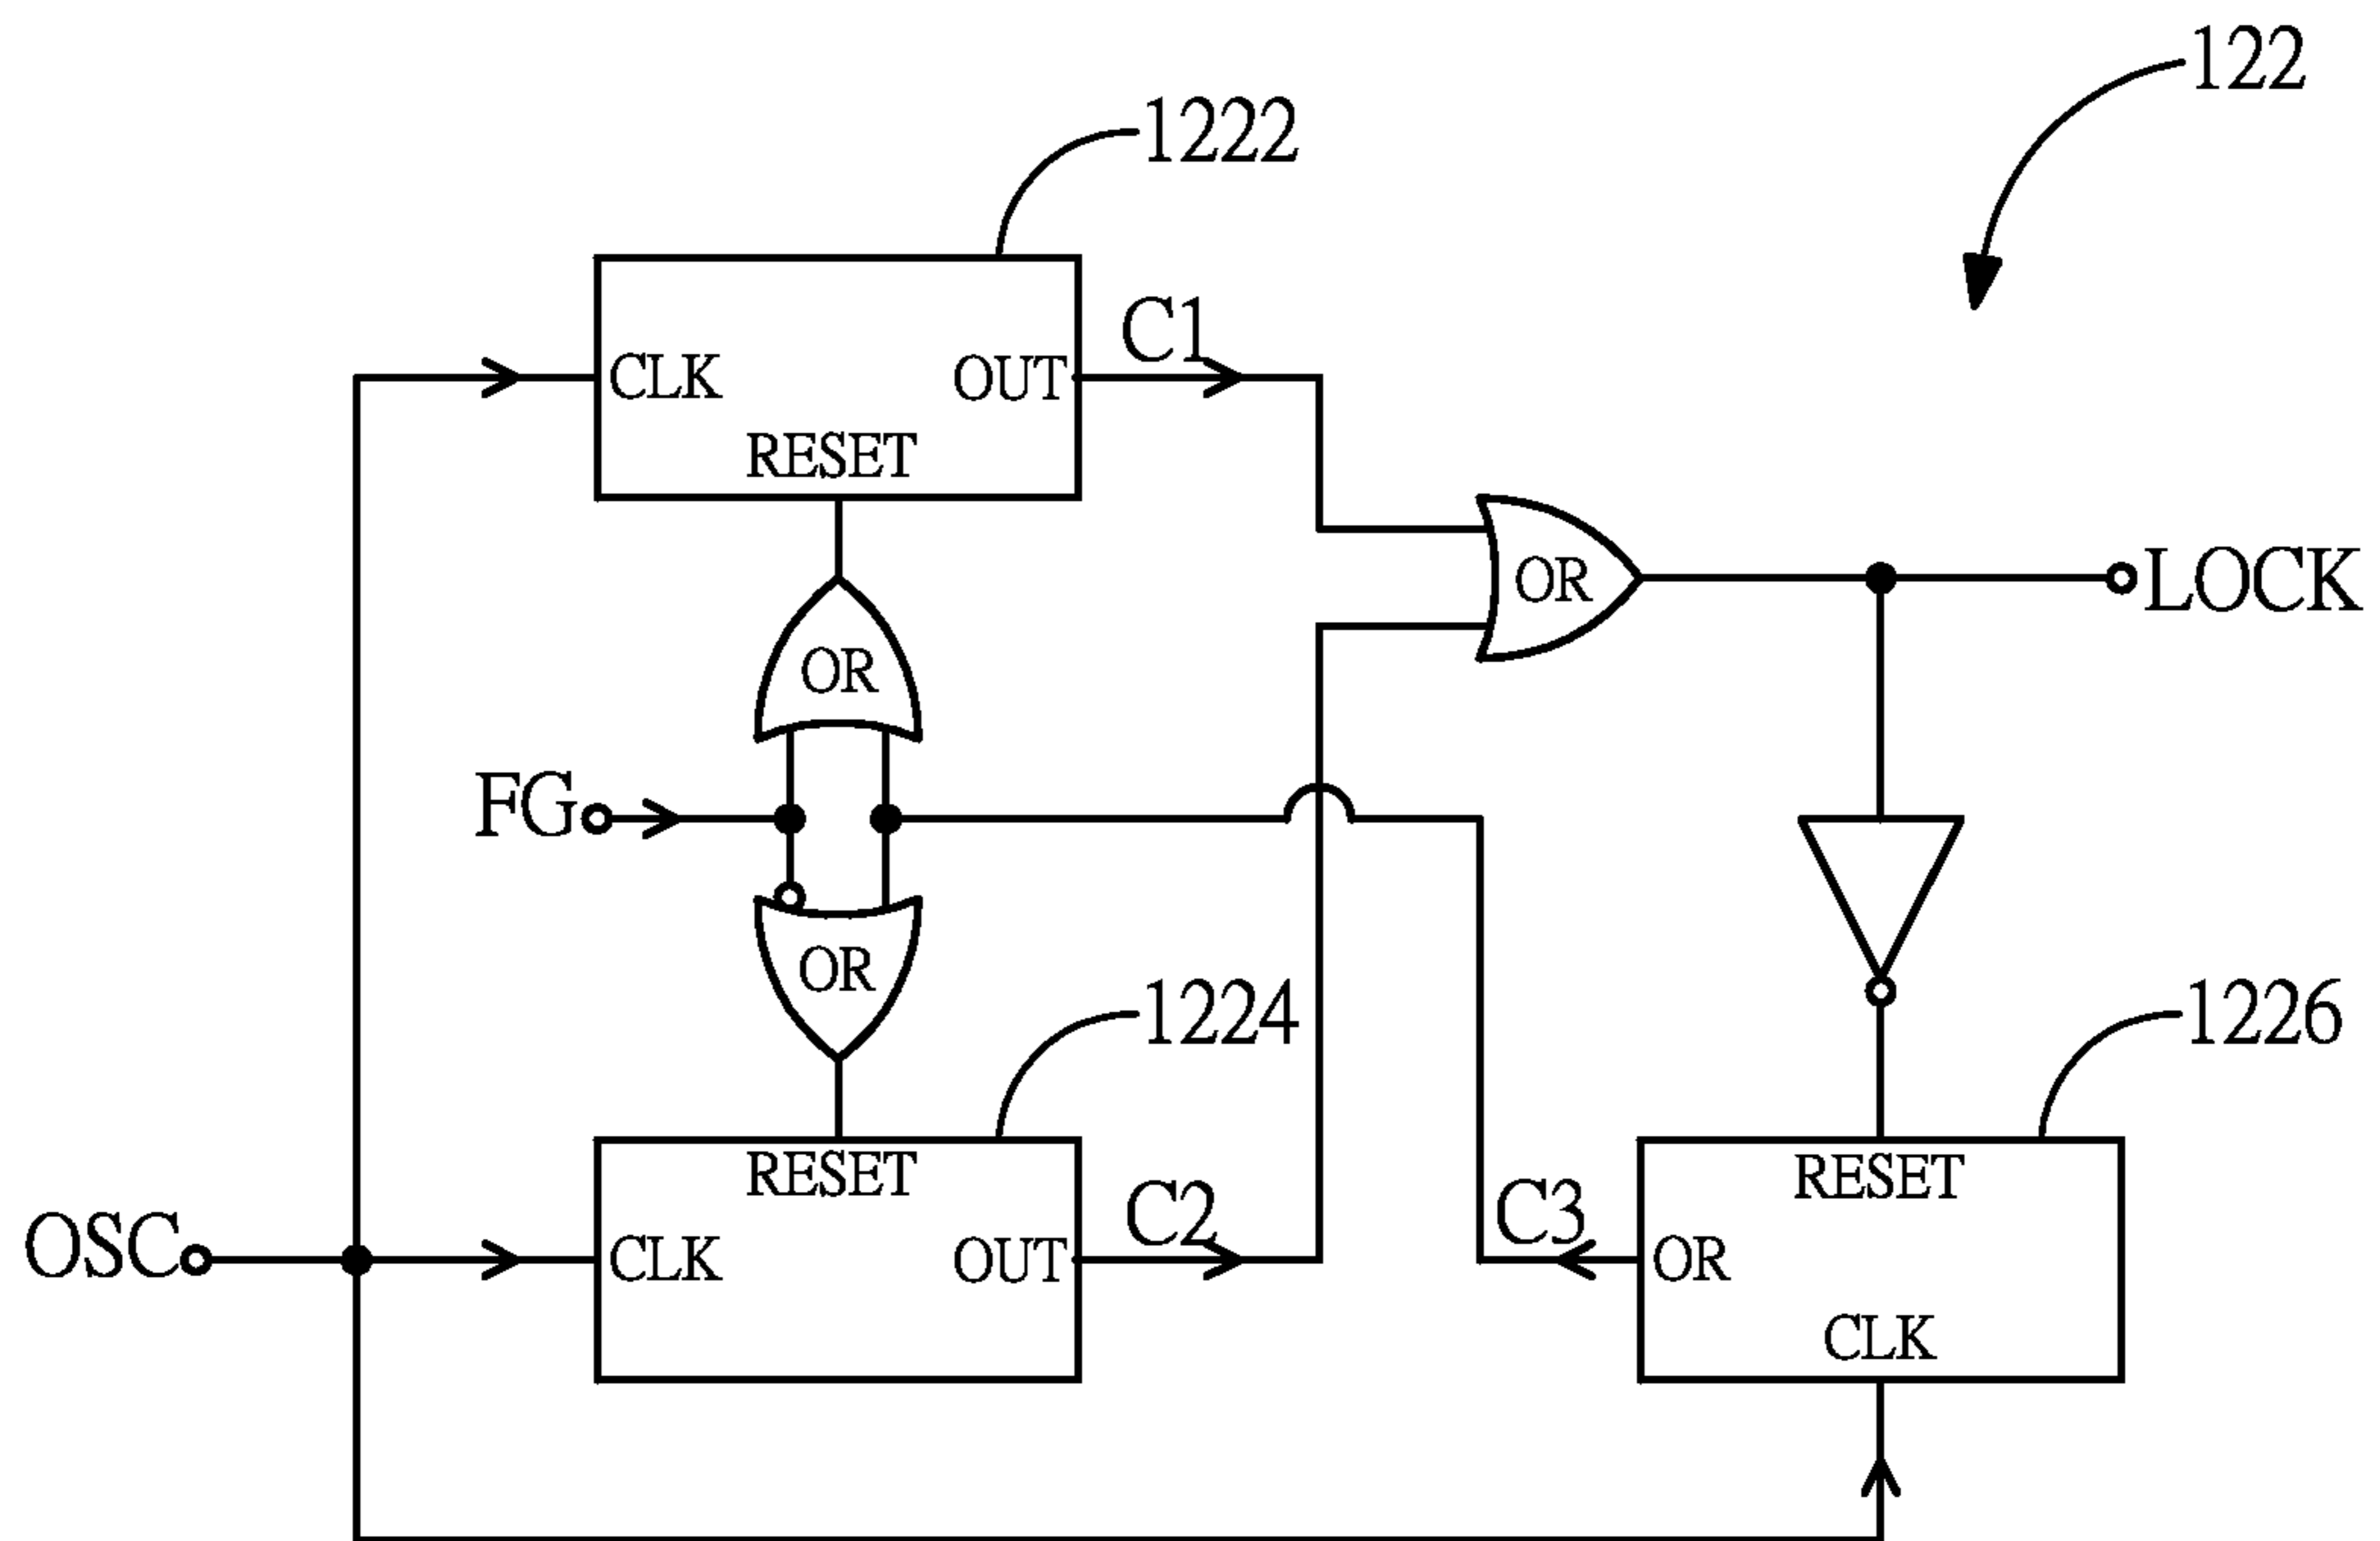 122
1222
C1
CLK
OUT
RESET
OR
LOCK
OR
FG
OR
1224
1226
RESET
RESET
OSC
CLK
OUT
C2
C3
OR
CLK